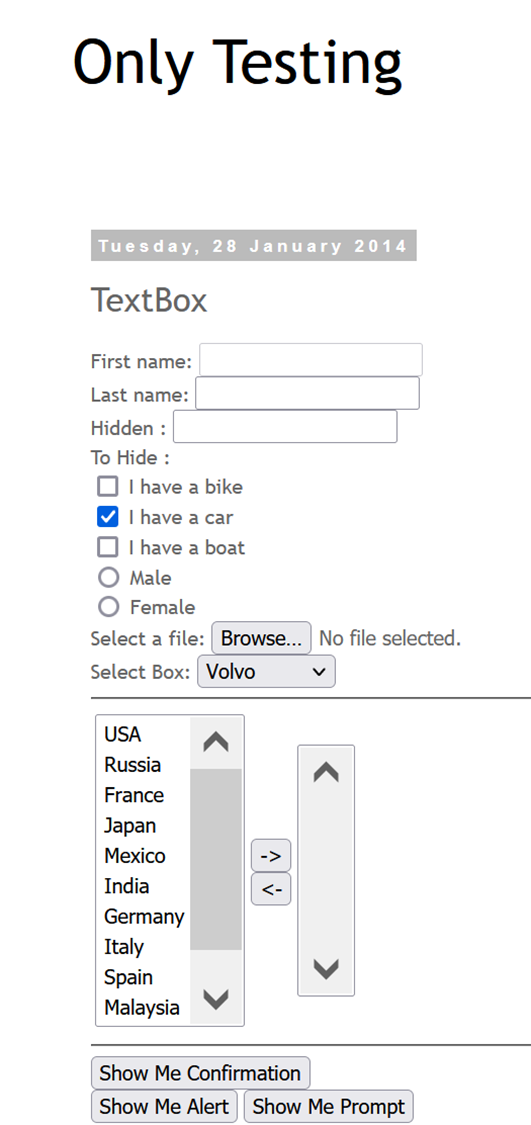 Only Testing
Tuesday, 28 January 2014
TextBox
First name:
Last name:
Hidden :
To Hide :
I have a bike
I have a car
I have a boat
Male
Female
Select a file: Browse... No file selected.
Select Box: Volvo
USA
Russia
France
Japan
Mexico
India
Germany
Italy
Spain
Malaysia
->
<-
Show Me Confirmation
Show Me Alert Show Me Prompt